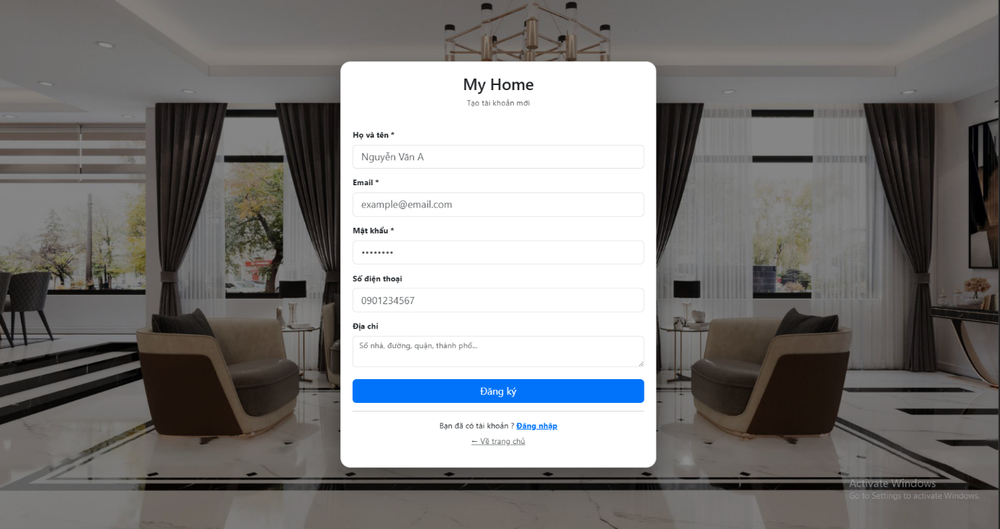 My Home
Tạo tài khoản mới
Họ và tên *
Nguyễn Văn A
Email *
example@email.com
Mật khẩu *
••••••••
Số điện thoại
0901234567
Địa chỉ
Số nhà, đường, quận, thành phố...
Đăng ký
Bạn đã có tài khoản ? Đăng nhập
← Về trang chủ
Activate Windows
Go to Settings to activate Windows.